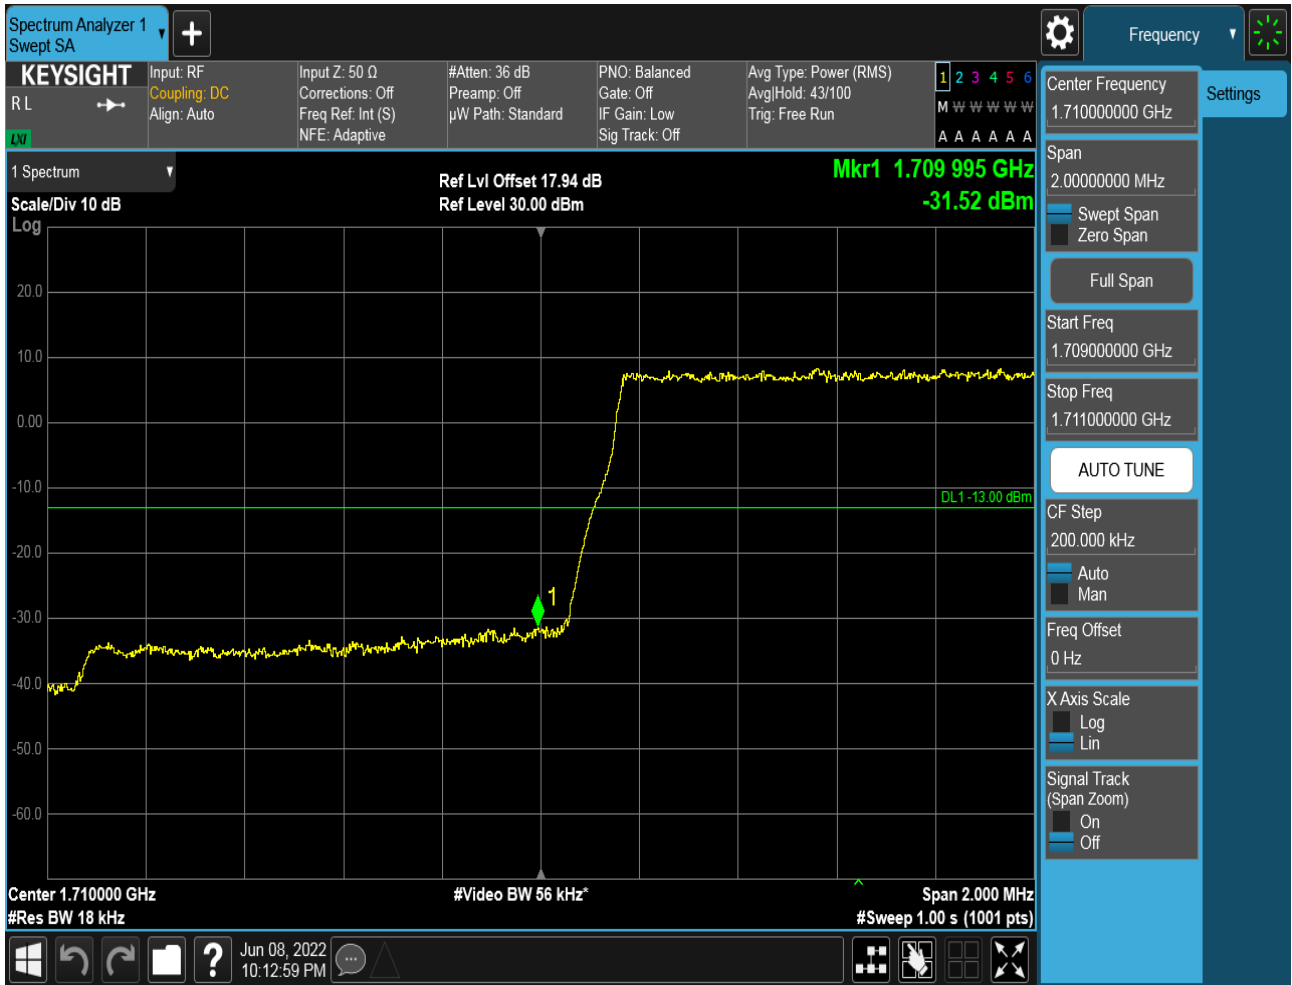 Spectrum Analyzer 1
Swept SA
Frequency
KEYSIGHT
R L
LXI
Input: RF
Coupling: DC
Align: Auto
Input Z: 50 Ω
Corrections: Off
Freq Ref: Int (S)
NFE: Adaptive
#Atten: 36 dB
Preamp: Off
µW Path: Standard
PNO: Balanced
Gate: Off
IF Gain: Low
Sig Track: Off
Avg Type: Power (RMS)
Avg|Hold: 43/100
Trig: Free Run
1 2 3 4 5 6
M W W W W W
A A A A A A
1 Spectrum
Scale/Div 10 dB
Log
Ref Lvl Offset 17.94 dB
Ref Level 30.00 dBm
Mkr1 1.709 995 GHz
-31.52 dBm
20.0
10.0
0.00
-10.0
-20.0
-30.0
-40.0
-50.0
-60.0
DL1 -13.00 dBm
1
Center 1.710000 GHz
#Res BW 18 kHz
#Video BW 56 kHz*
Span 2.000 MHz
#Sweep 1.00 s (1001 pts)
Jun 08, 2022
10:12:59 PM
Center Frequency
1.710000000 GHz
Settings
Span
2.00000000 MHz
Swept Span
Zero Span
Full Span
Start Freq
1.709000000 GHz
Stop Freq
1.711000000 GHz
AUTO TUNE
CF Step
200.000 kHz
Auto
Man
Freq Offset
0 Hz
X Axis Scale
Log
Lin
Signal Track
(Span Zoom)
On
Off